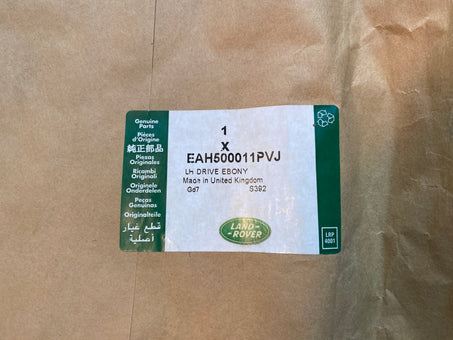 Genuine
Parts
Pièces
d'Origine
純正部品
Piezas
Originales
Ricambi
Originali
Originele
Onderdelen
Peças
Genuinas
Originalteile
قطع غيار
أصلية
1
X
EAH500011PVJ
LH DRIVE EBONY
Made in United Kingdom
Gd7 S392
LAND-
-ROVER
LRP
4001